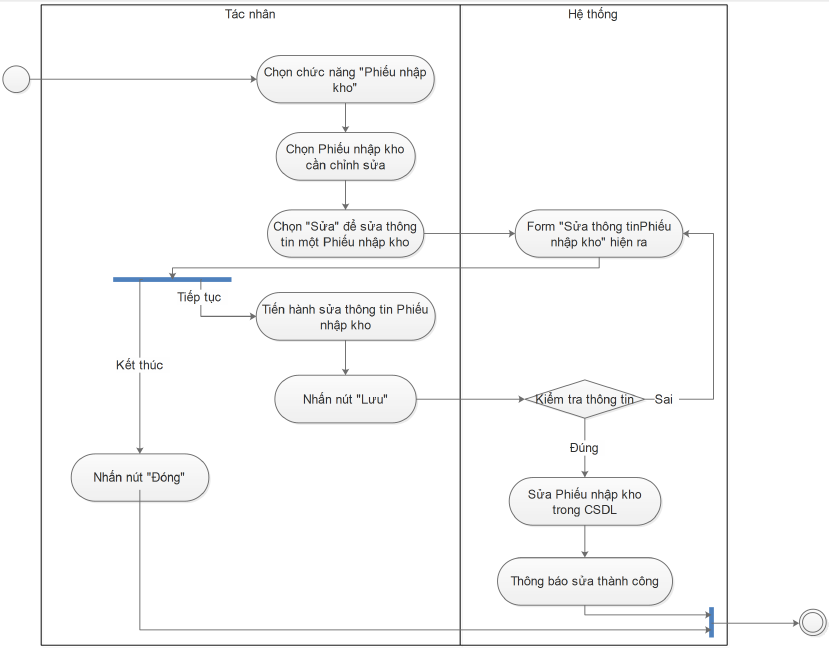 Tác nhân
Hệ thống
Chọn chức năng "Phiếu nhập
kho"
Chọn Phiếu nhập kho
cần chỉnh sửa
Chọn "Sửa" để sửa thông
tin một Phiếu nhập kho
Form "Sửa thông tinPhiếu
nhập kho" hiện ra
Tiếp tục
Tiến hành sửa thông tin Phiếu
nhập kho
Kết thúc
Nhấn nút "Lưu"
Kiểm tra thông tin
Sai
Đúng
Nhấn nút "Đóng"
Sửa Phiếu nhập kho
trong CSDL
Thông báo sửa thành công